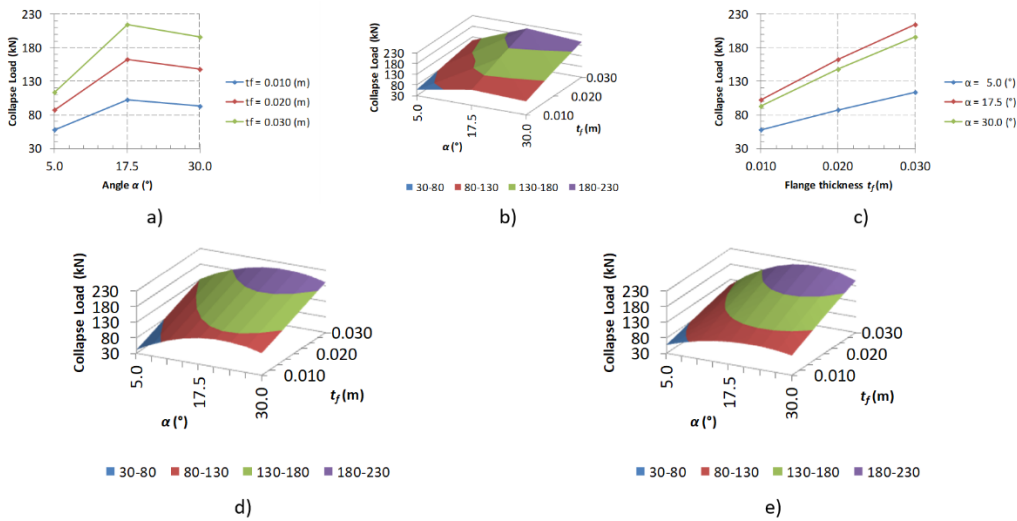 230
180
130
80
30
Collapse Load (kN)
5.0 17.5 30.0
Angle α (°)
tf = 0.010 (m)
tf = 0.020 (m)
tf = 0.030 (m)
a)
Collapse Load (kN)
230
180
130
80
30
5.0
17.5
30.0
α (°)
0.010
0.020
0.030
tf (m)
30-80 80-130 130-180 180-230
b)
230
180
130
80
30
Collapse Load (kN)
0.010 0.020 0.030
Flange thickness tf (m)
α = 5.0 (°)
α = 17.5 (°)
α = 30.0 (°)
c)
Collapse Load (kN)
230
180
130
80
30
5.0
17.5
30.0
α (°)
0.010
0.020
0.030
tf (m)
30-80 80-130 130-180 180-230
d)
Collapse Load (kN)
230
180
130
80
30
5.0
17.5
30.0
α (°)
0.010
0.020
0.030
tf (m)
30-80 80-130 130-180 180-230
e)